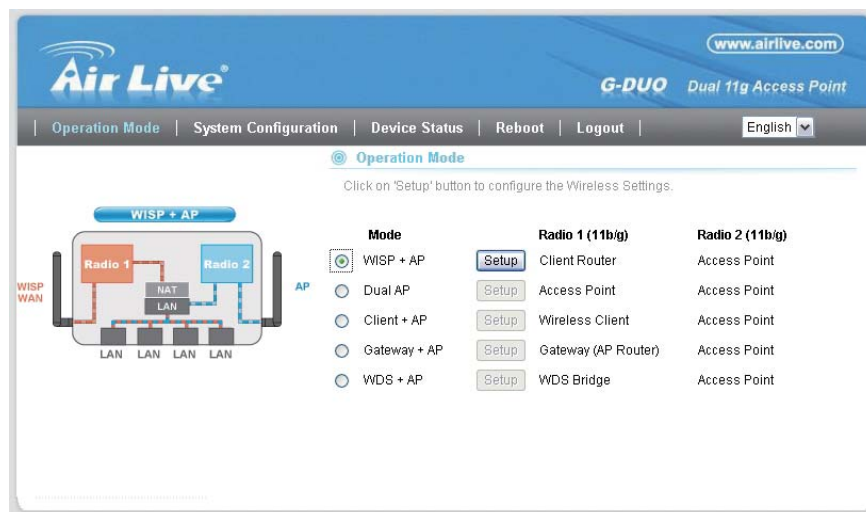 www.airlive.com
Air Live®
G-DUO Dual 11g Access Point
Operation Mode | System Configuration | Device Status | Reboot | Logout | English
Operation Mode
Click on 'Setup' button to configure the Wireless Settings.
WISP + AP
Radio 1
Radio 2
NAT
LAN
WISP
WAN
AP
LAN LAN LAN LAN
Mode Radio 1 (11b/g) Radio 2 (11b/g)
WISP + AP Setup Client Router Access Point
Dual AP Setup Access Point Access Point
Client + AP Setup Wireless Client Access Point
Gateway + AP Setup Gateway (AP Router) Access Point
WDS + AP Setup WDS Bridge Access Point